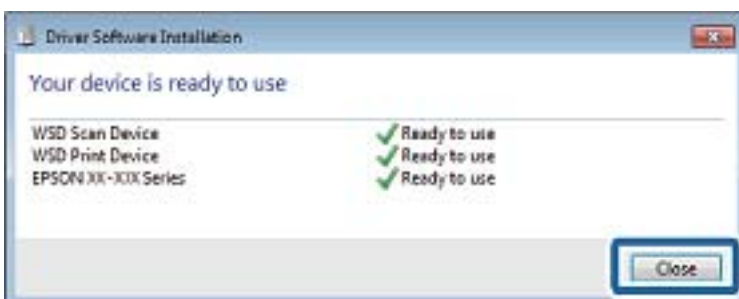 Driver Software Installation
Your device is ready to use
WSD Scan Device Ready to use
WSD Print Device Ready to use
EPSON XX-XXX Series Ready to use
Close